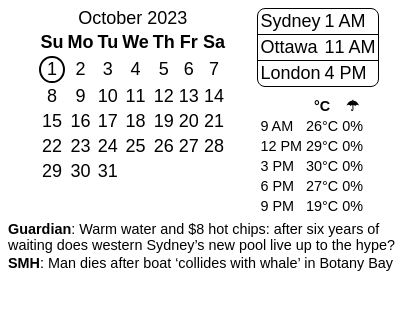 October 2023
Su Mo Tu We Th Fr Sa
1 2 3 4 5 6 7
8 9 10 11 12 13 14
15 16 17 18 19 20 21
22 23 24 25 26 27 28
29 30 31
Sydney 1 AM
Ottawa 11 AM
London 4 PM
°C ☂
9 AM 26°C 0%
12 PM 29°C 0%
3 PM 30°C 0%
6 PM 27°C 0%
9 PM 19°C 0%
Guardian: Warm water and $8 hot chips: after six years of
waiting does western Sydney’s new pool live up to the hype?
SMH: Man dies after boat ‘collides with whale’ in Botany Bay